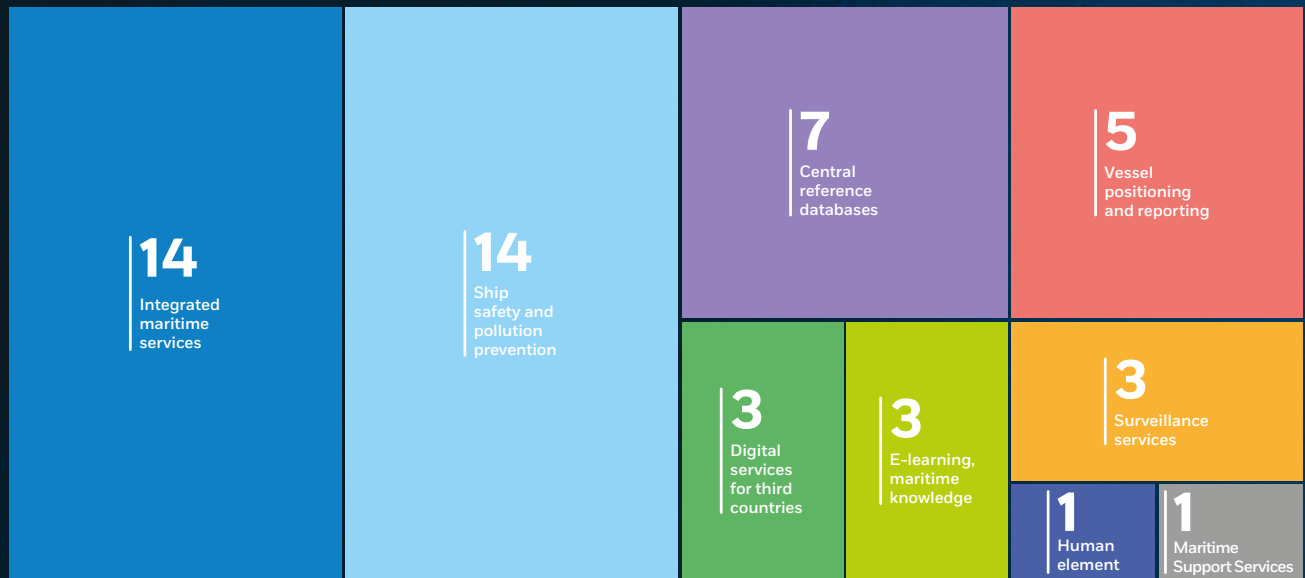 14
Integrated
maritime
services
14
Ship
safety and
pollution
prevention
7
Central
reference
databases
5
Vessel
positioning
and reporting
3
Digital
services
for third
countries
3
E-learning,
maritime
knowledge
3
Surveillance
services
1
Human
element
1
Maritime
Support Services